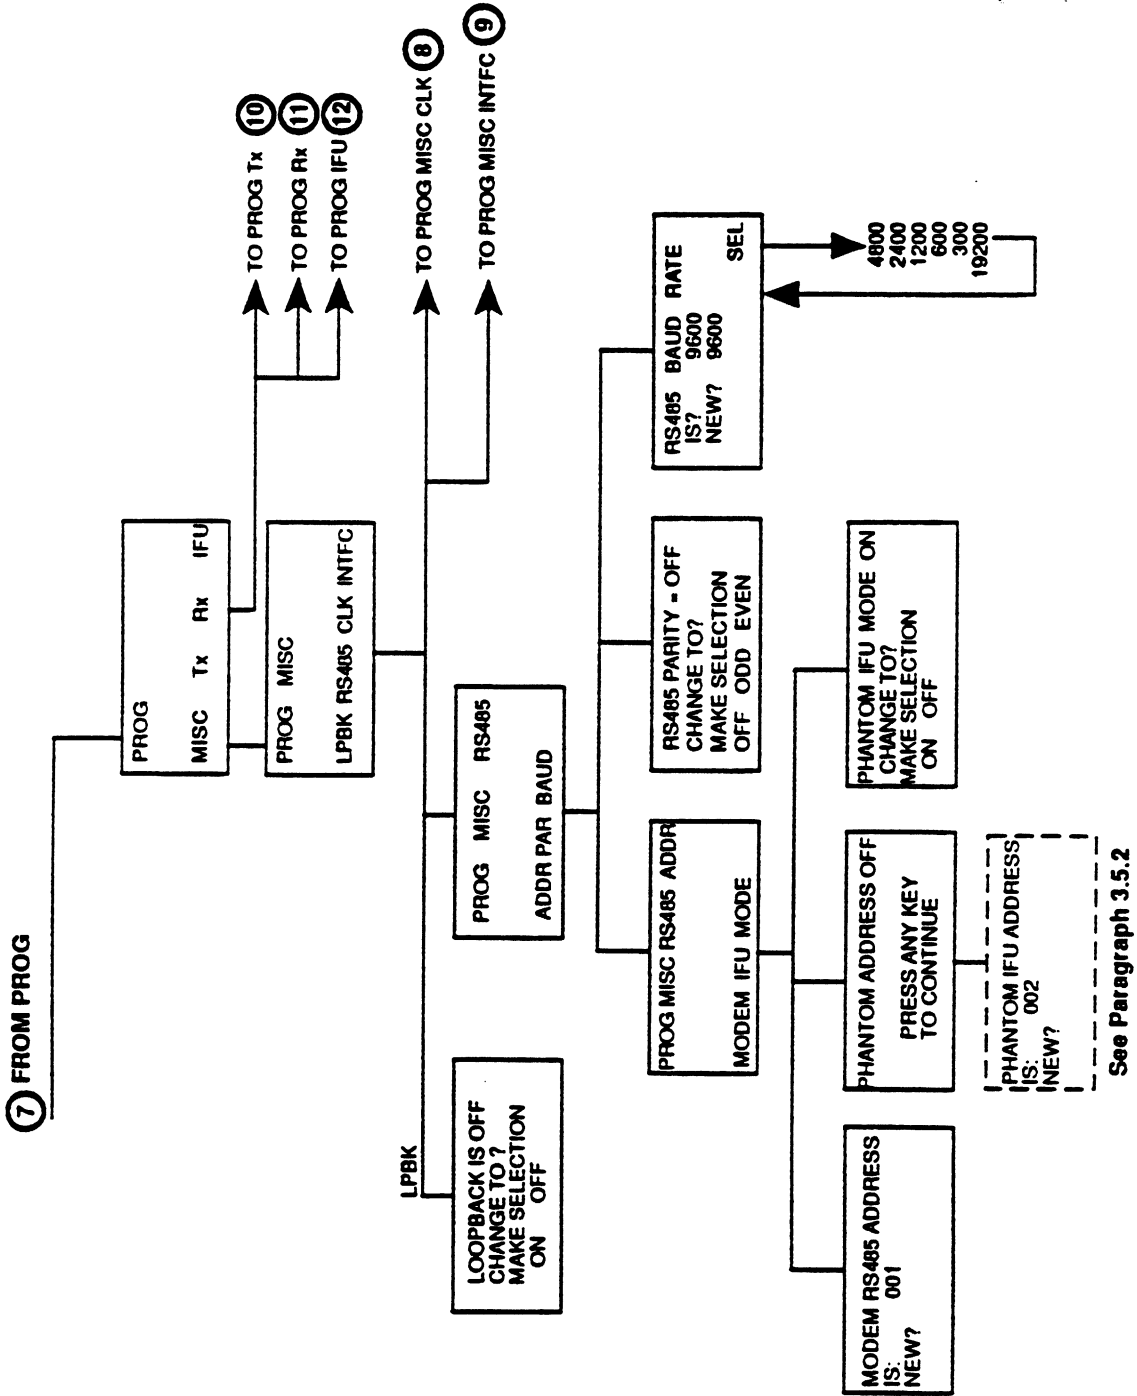 7 FROM PROG
PROG
MISC Tx Rx IFU
TO PROG Tx 10
TO PROG Rx 11
TO PROG IFU 12
PROG MISC
LPBK RS485 CLK INTFC
TO PROG MISC CLK 8
TO PROG MISC INTFC 9
LPBK
LOOPBACK IS OFF
CHANGE TO ?
MAKE SELECTION
ON OFF
PROG MISC RS485
ADDR PAR BAUD
PROG MISC RS485 ADDR
MODEM IFU MODE
RS485 PARITY = OFF
CHANGE TO?
MAKE SELECTION
OFF ODD EVEN
RS485 BAUD RATE
IS? 9600
NEW? 9600 SEL
4800
2400
1200
600
300
19200
MODEM RS485 ADDRESS
IS: 001
NEW?
PHANTOM ADDRESS OFF
PRESS ANY KEY
TO CONTINUE
PHANTOM IFU MODE ON
CHANGE TO?
MAKE SELECTION
ON OFF
PHANTOM IFU ADDRESS
IS: 002
NEW?
See Paragraph 3.5.2